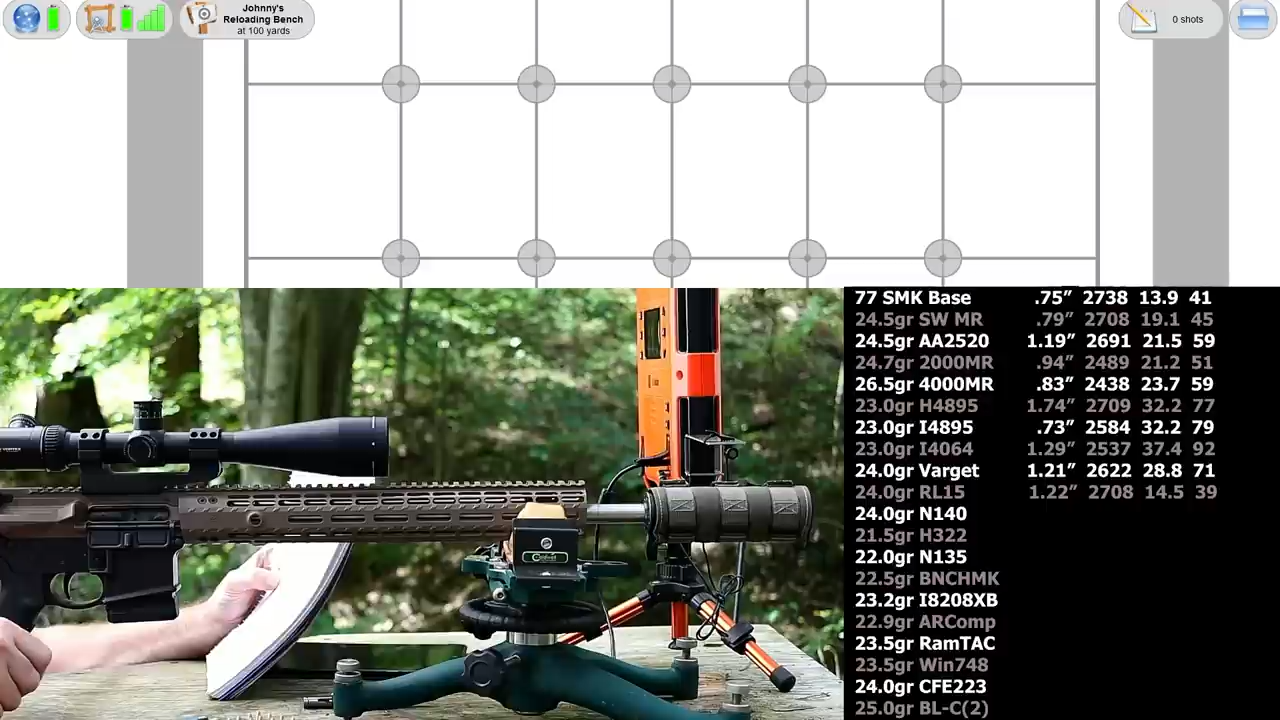 Johnny's
Reloading Bench
at 100 yards
0 shots
77 SMK Base .75” 2738 13.9 41
24.5gr SW MR .79” 2708 19.1 45
24.5gr AA2520 1.19” 2691 21.5 59
24.7gr 2000MR .94” 2489 21.2 51
26.5gr 4000MR .83” 2438 23.7 59
23.0gr H4895 1.74” 2709 32.2 77
23.0gr I4895 .73” 2584 32.2 79
23.0gr I4064 1.29” 2537 37.4 92
24.0gr Varget 1.21” 2622 28.8 71
24.0gr RL15 1.22” 2708 14.5 39
24.0gr N140
21.5gr H322
22.0gr N135
22.5gr BNCHMK
23.2gr I8208XB
22.9gr ARComp
23.5gr RamTAC
23.5gr Win748
24.0gr CFE223
25.0gr BL-C(2)
Caldwell